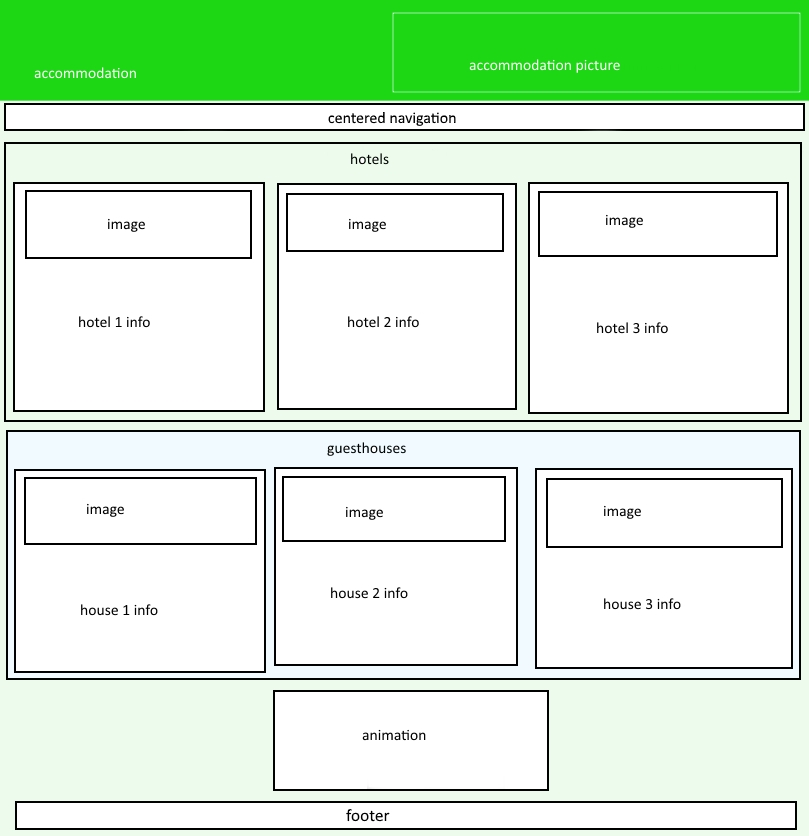 accommodation
accommodation picture
centered navigation
hotels
image
image
image
hotel 1 info
hotel 2 info
hotel 3 info
guesthouses
image
image
image
house 1 info
house 2 info
house 3 info
animation
footer